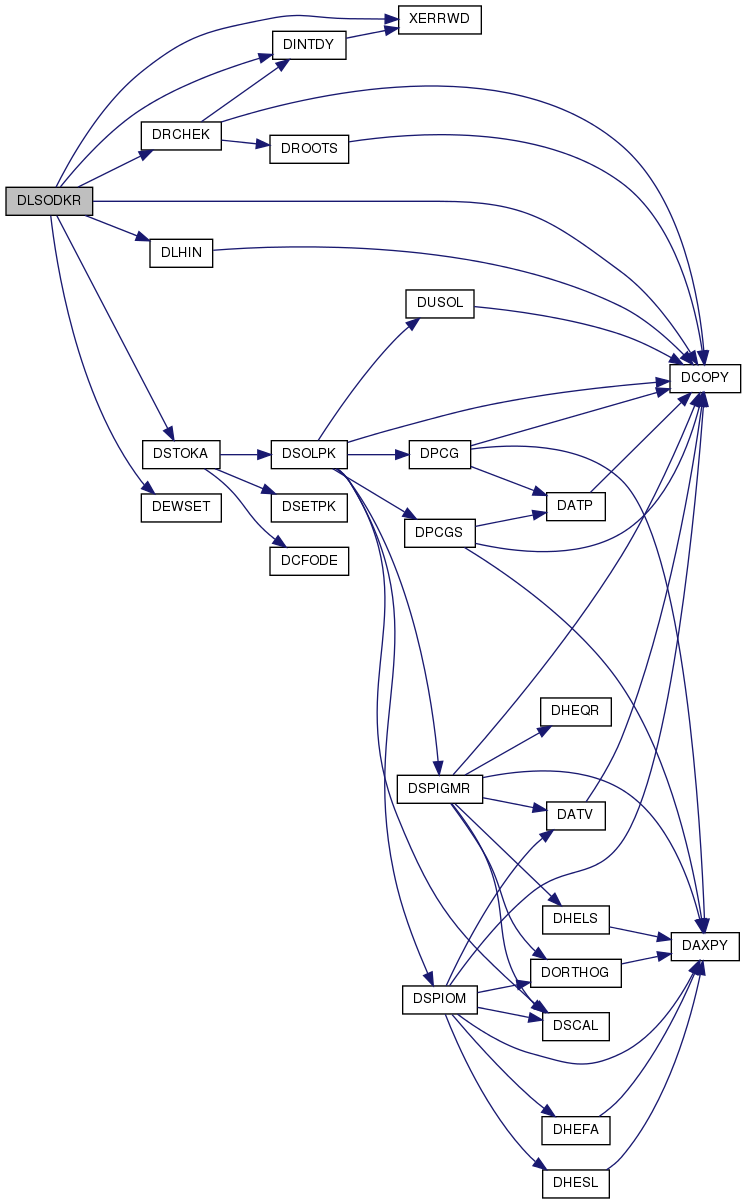 XERRWD
DINTDY
DRCHEK
DROOTS
DLSODKR
DLHIN
DUSOL
DCOPY
DSTOKA
DSOLPK
DPCG
DEWSET
DSETPK
DATP
DPCGS
DCFODE
DHEQR
DSPIGMR
DATV
DHELS
DAXPY
DORTHOG
DSPIOM
DSCAL
DHEFA
DHESL